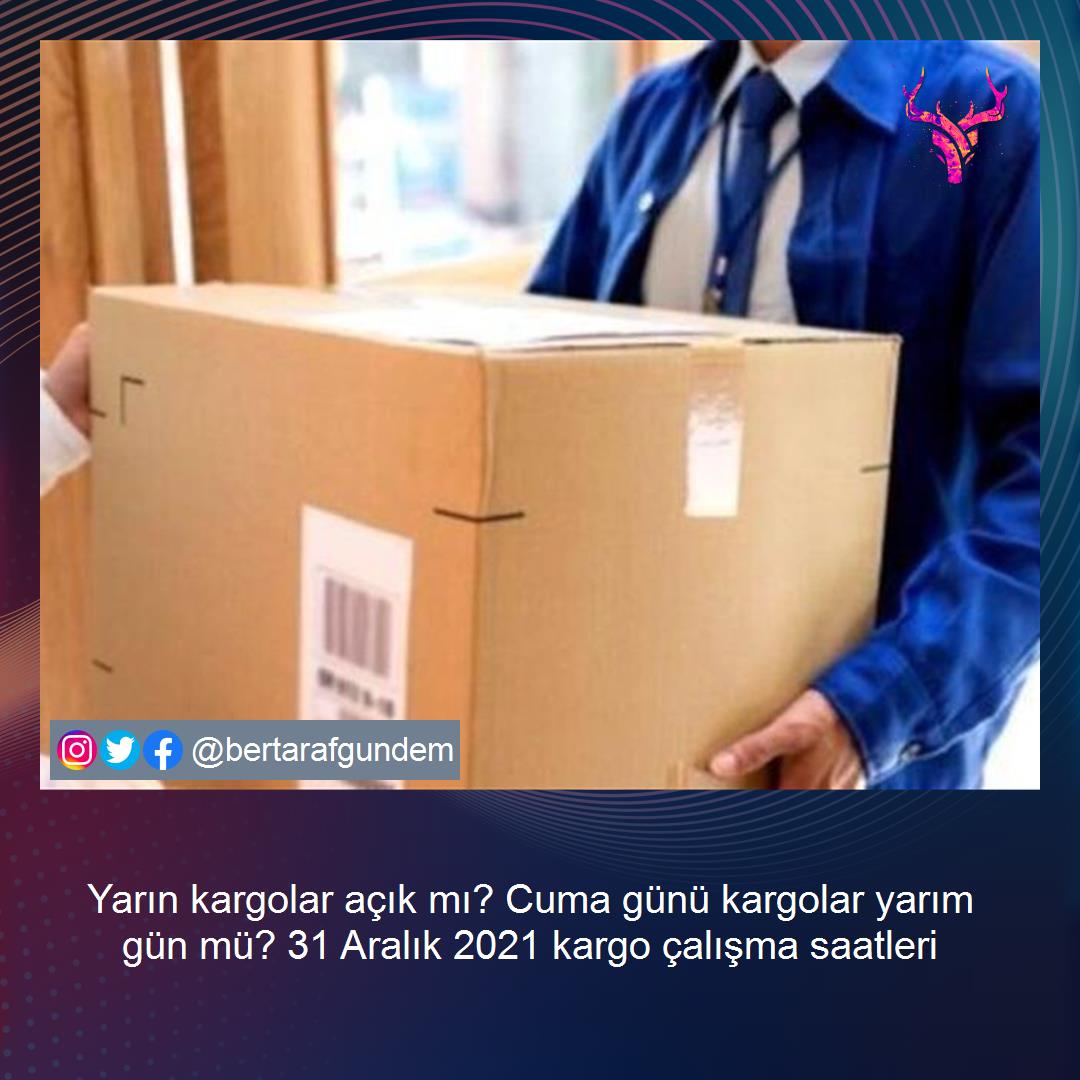 @bertarafgundem
Yarın kargolar açık mı? Cuma günü kargolar yarım
gün mü? 31 Aralık 2021 kargo çalışma saatleri